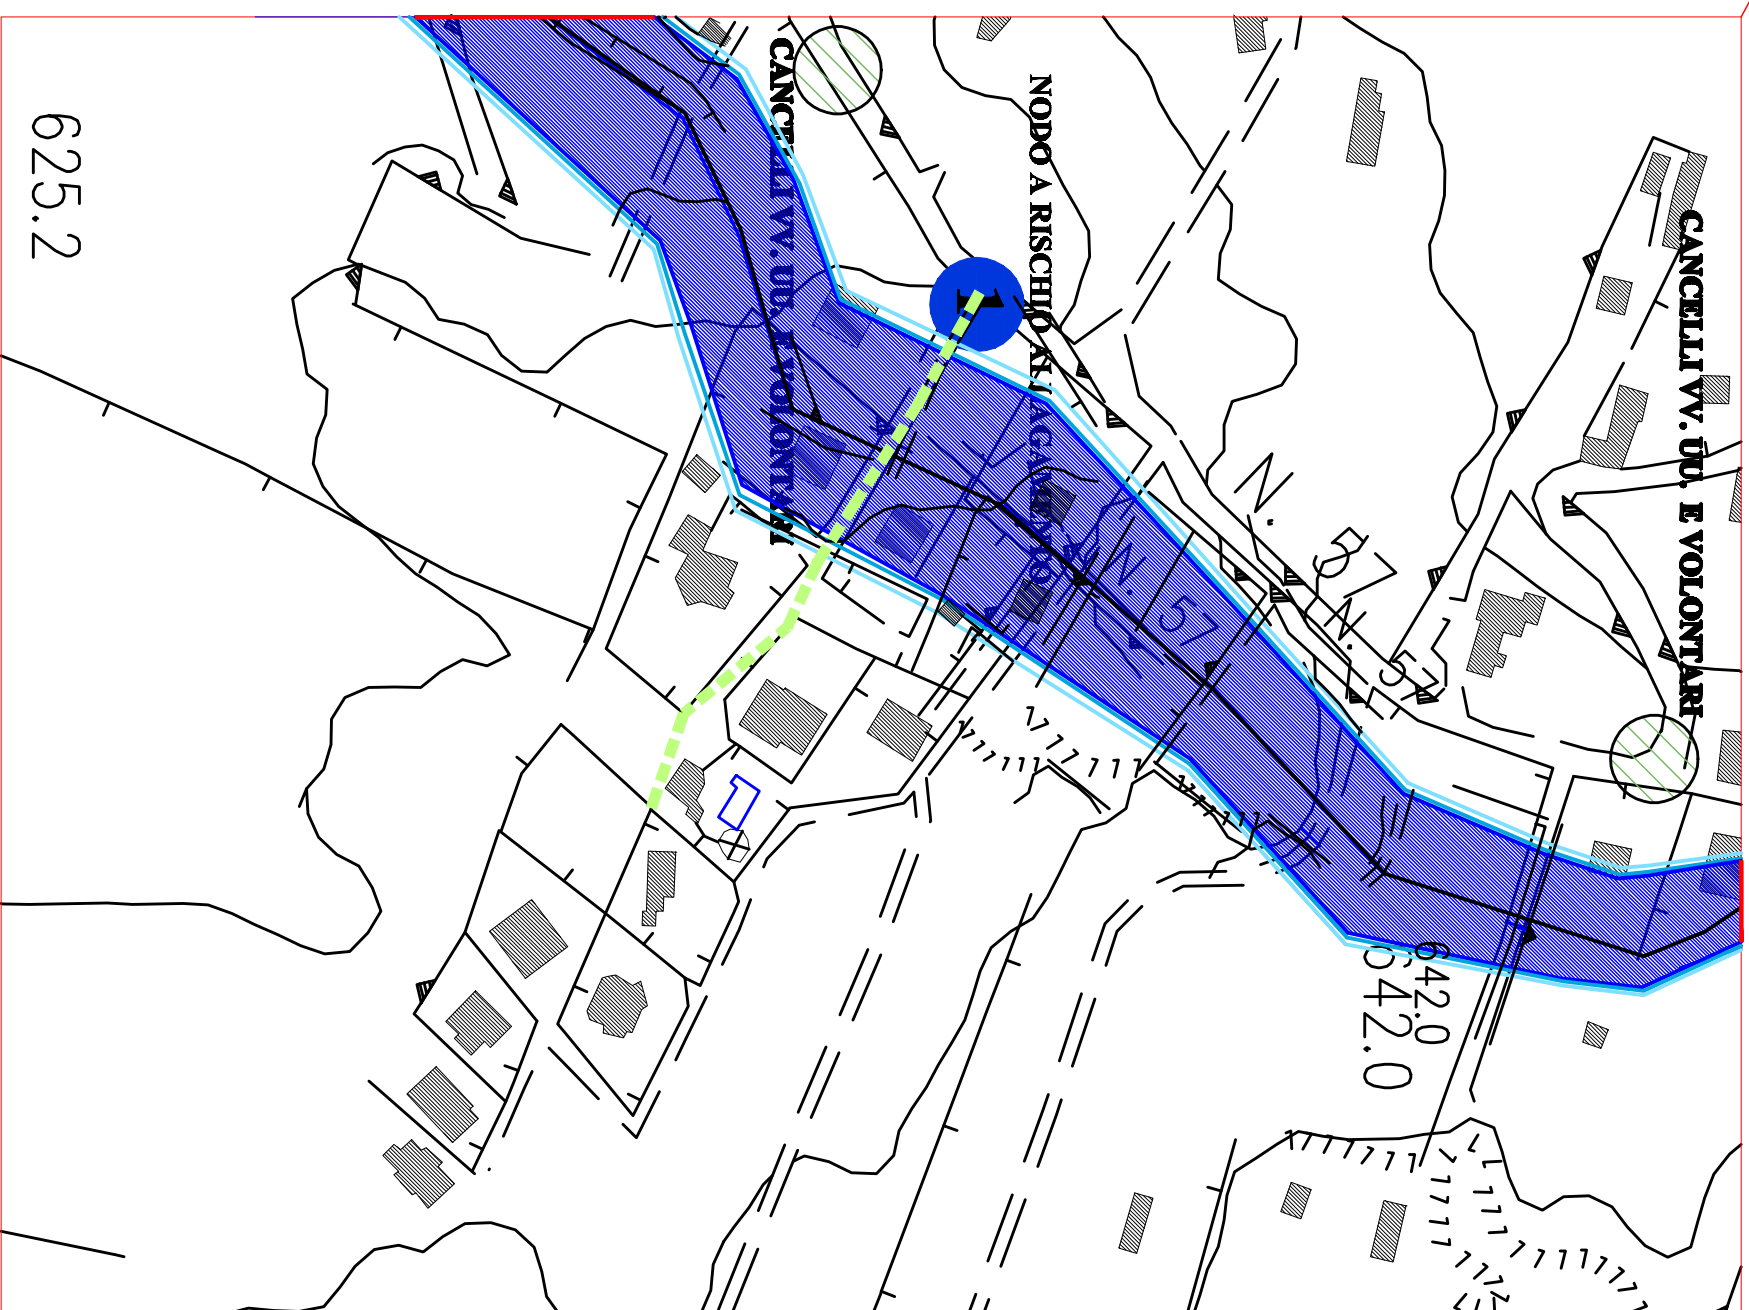 625.2
CANCELLI VV. UU. E VOLONTARI
NODO A RISCHIO ALLAGAMENTO
1
CANCELLI VV. UU. E VOLONTARI
N. 57
N. 57
N. 57
642.0
642.0